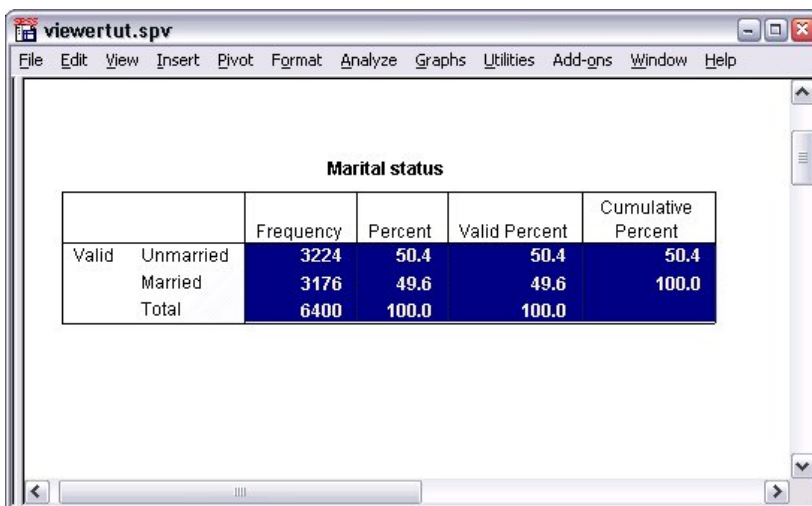 viewertut.spv
File Edit View Insert Pivot Format Analyze Graphs Utilities Add-ons Window Help
Marital status
Frequency Percent Valid Percent Cumulative Percent
Valid Unmarried 3224 50.4 50.4 50.4
Married 3176 49.6 49.6 100.0
Total 6400 100.0 100.0